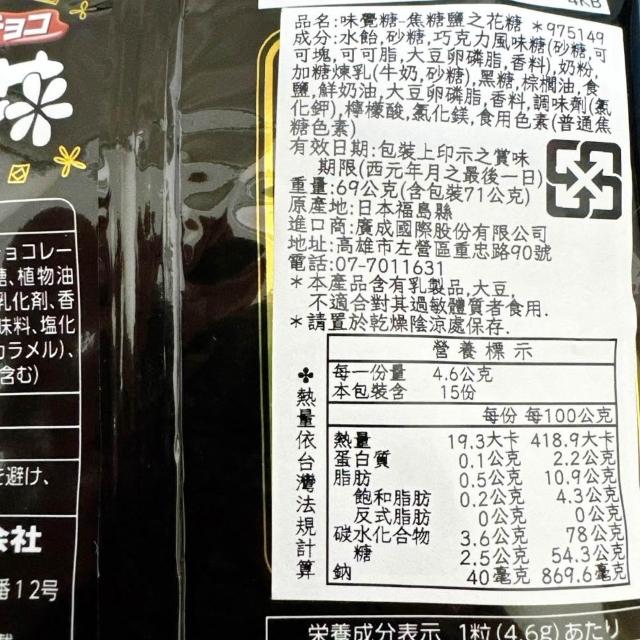 チョコ
花
チョコレー
糖、植物油
乳化剤、香
味料、塩化
カラメル)、
含む)
を避け、
会社
番12号
4KB
品名:味覺糖-焦糖鹽之花糖 *975149
成分:水飴,砂糖,巧克力風味糖(砂糖,可
可塊,可可脂,大豆卵磷脂,香料),奶粉,
加糖煉乳(牛奶,砂糖),黑糖,棕櫚油,食
鹽,鮮奶油,大豆卵磷脂,香料,調味劑(氯
化鉀),檸檬酸,氯化鎂,食用色素(普通焦
糖色素)
有效日期:包裝上印示之賞味
期限(西元年月之最後一日)
重量:69公克(含包裝71公克)
原產地:日本福島縣
進口商:廣成國際股份有限公司
地址:高雄市左營區重忠路90號
電話:07-7011631
*本產品含有乳製品,大豆,
不適合對其過敏體質者食用.
*請置於乾燥陰涼處保存.
營養標示
每一份量 4.6公克
本包裝含 15份
每份 每100公克
熱量 19.3大卡 418.9大卡
蛋白質 0.1公克 2.2公克
脂肪 0.5公克 10.9公克
飽和脂肪 0.2公克 4.3公克
反式脂肪 0公克 0公克
碳水化合物 3.6公克 78公克
糖 2.5公克 54.3公克
鈉 40毫克 869.6毫克
♣熱量依台灣法規計算
栄養成分表示 1粒(4.6g)あたり